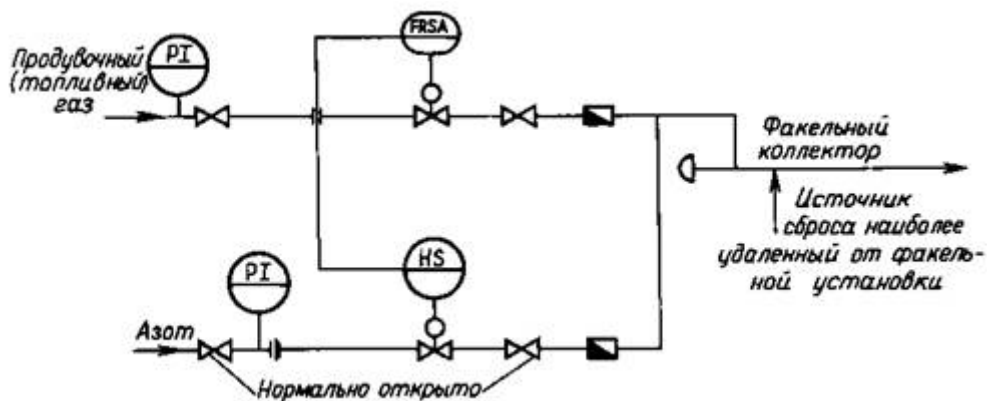 FRSA
PI
Продувочный
(топливный)
газ
Факельный
коллектор
Источник
сброса наиболее
удаленный от факель-
ной установки
HS
PI
Азот
Нормально открыто